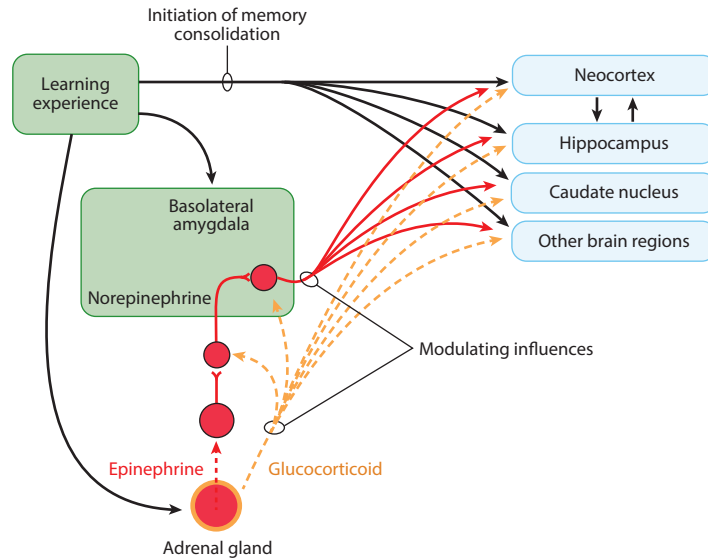 Initiation of memory
consolidation
Learning
experience
Neocortex
Hippocampus
Caudate nucleus
Other brain regions
Basolateral
amygdala
Norepinephrine
Modulating influences
Epinephrine
Glucocorticoid
Adrenal gland